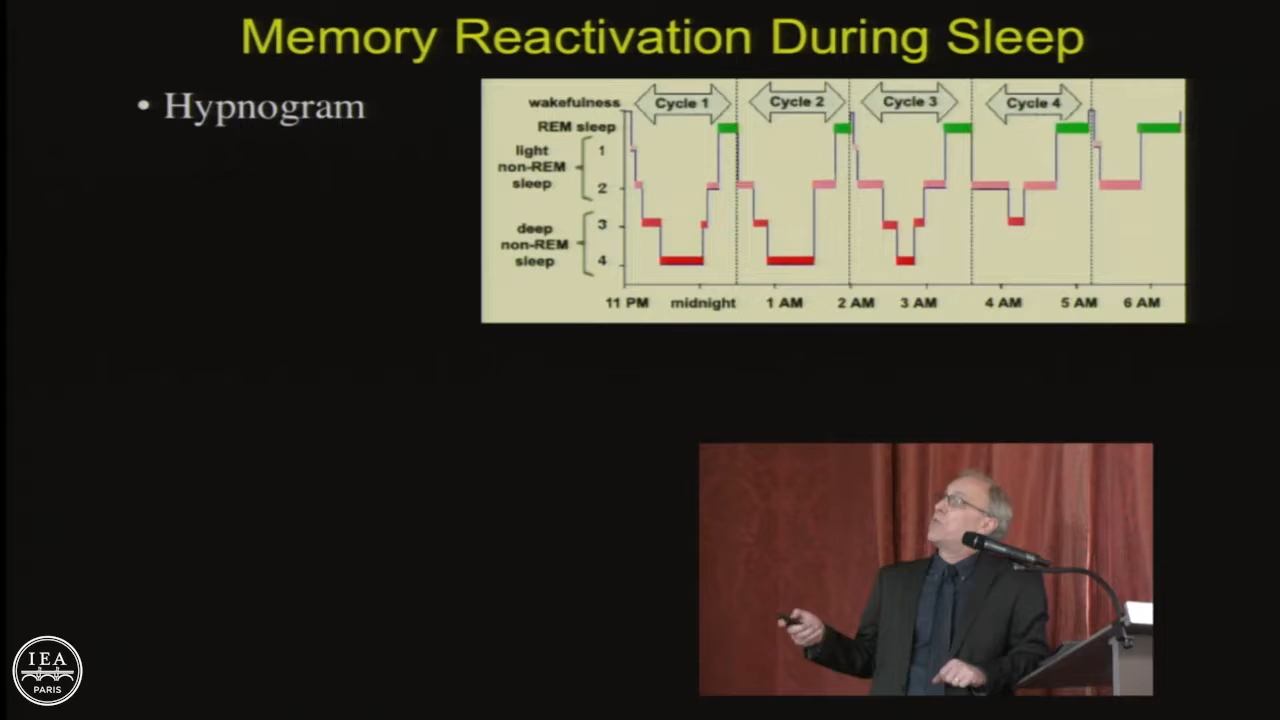 Memory Reactivation During Sleep
• Hypnogram
wakefulness
Cycle 1
Cycle 2
Cycle 3
Cycle 4
REM sleep
light
non-REM
sleep
1
2
deep
non-REM
sleep
3
4
11 PM
midnight
1 AM
2 AM
3 AM
4 AM
5 AM
6 AM
IEA
PARIS